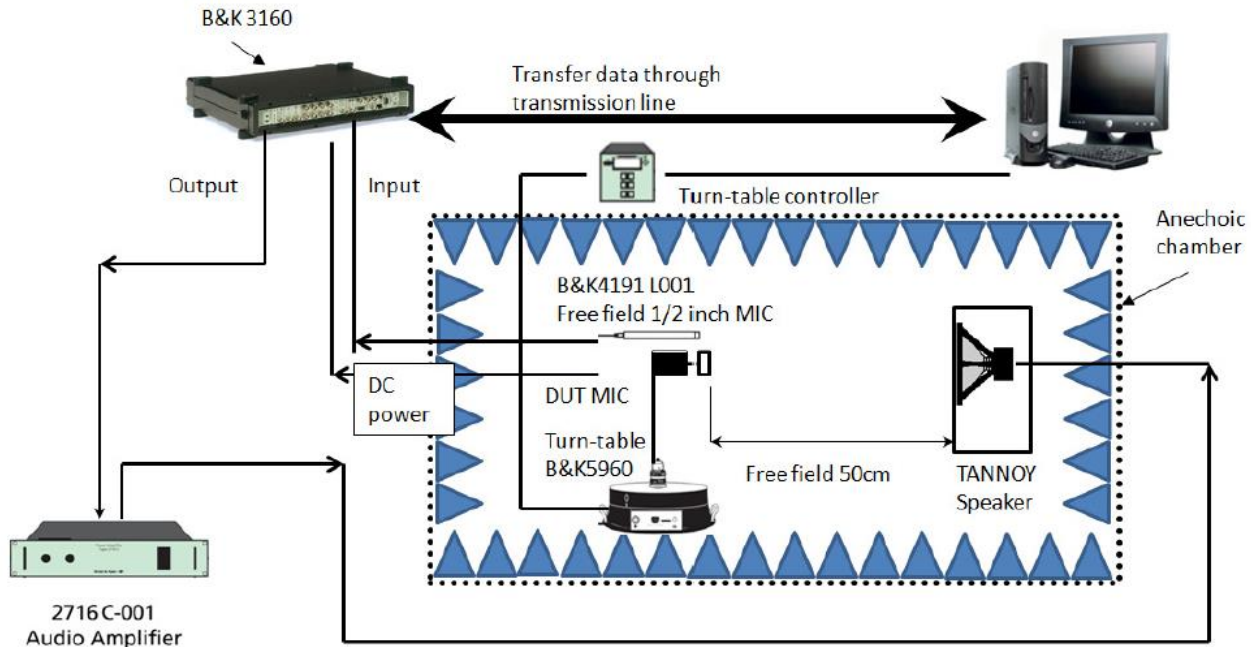 B&K 3160
Transfer data through
transmission line
Output
Input
Turn-table controller
Anechoic
chamber
B&K4191 L001
Free field 1/2 inch MIC
DC
power
DUT MIC
Turn-table
B&K5960
Free field 50cm
TANNOY
Speaker
2716 C-001
Audio Amplifier